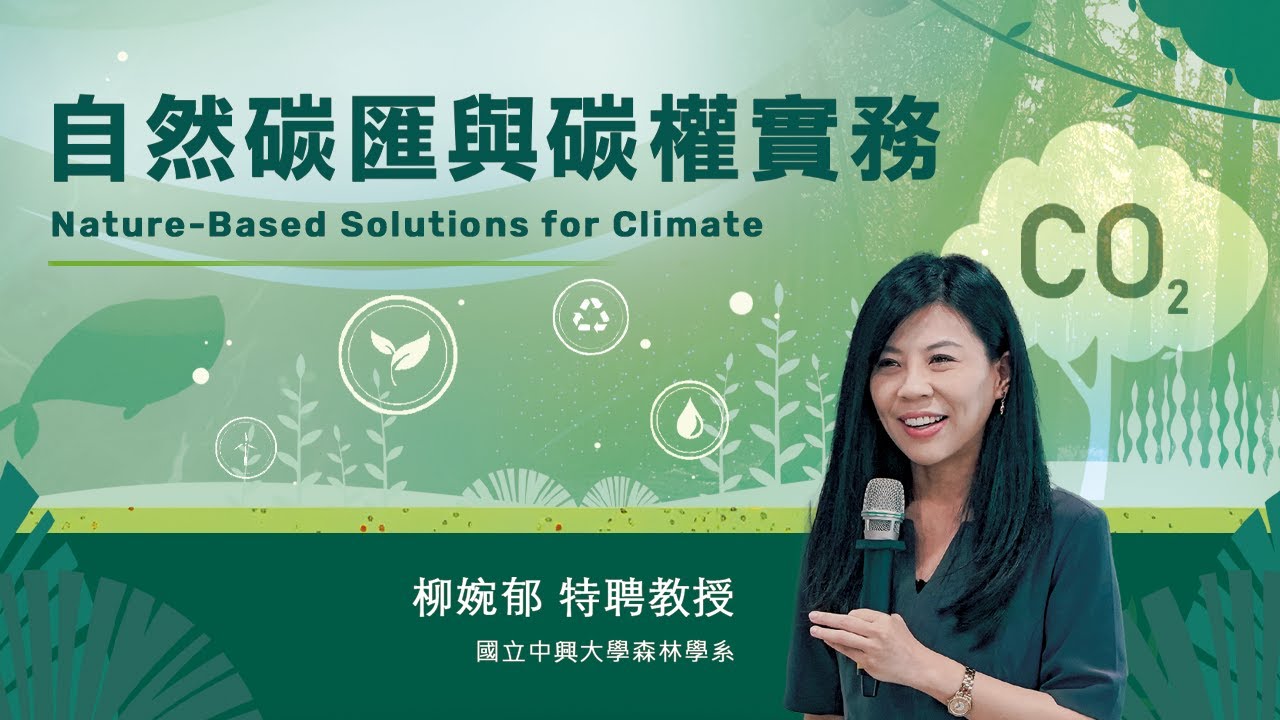 自然碳匯與碳權實務
Nature-Based Solutions for Climate
CO₂
柳婉郁 特聘教授
國立中興大學森林學系